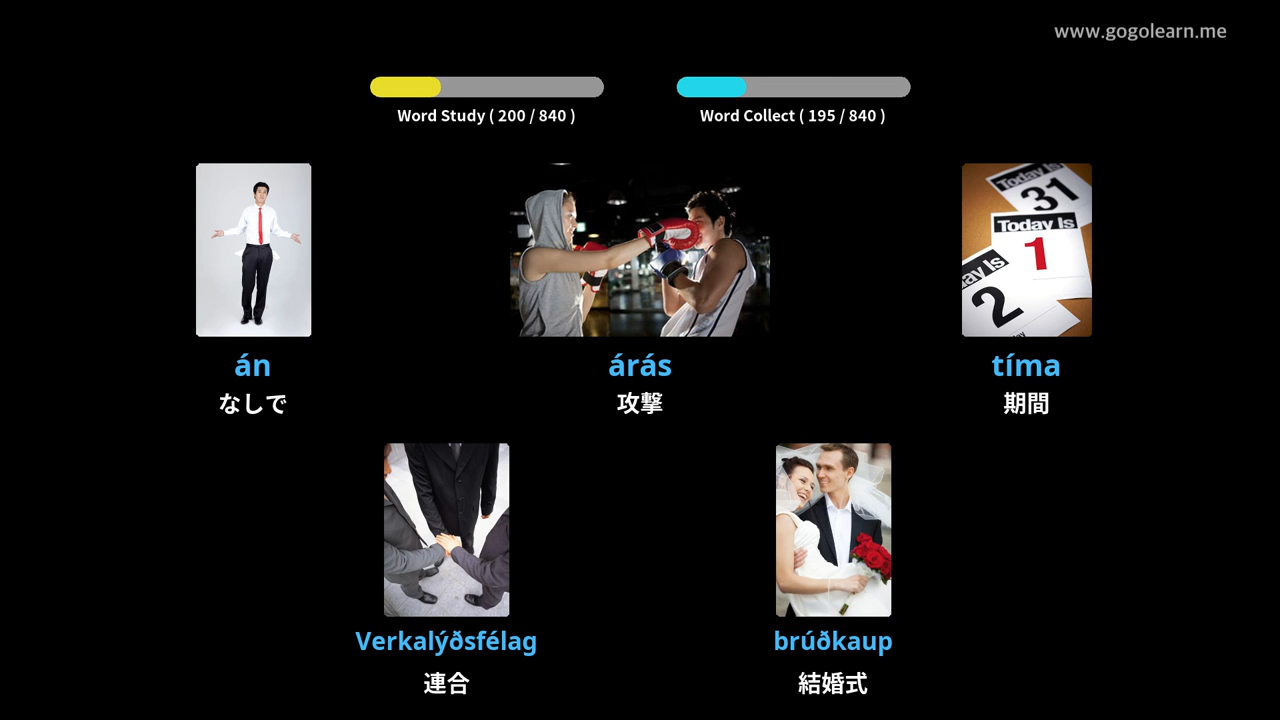 www.gogolearn.me
Word Study ( 200 / 840 )
Word Collect ( 195 / 840 )
Today Is
31
Today Is
1
ay Is
2
án
なしで
árás
攻撃
tíma
期間
Verkalýðsfélag
連合
brúðkaup
結婚式